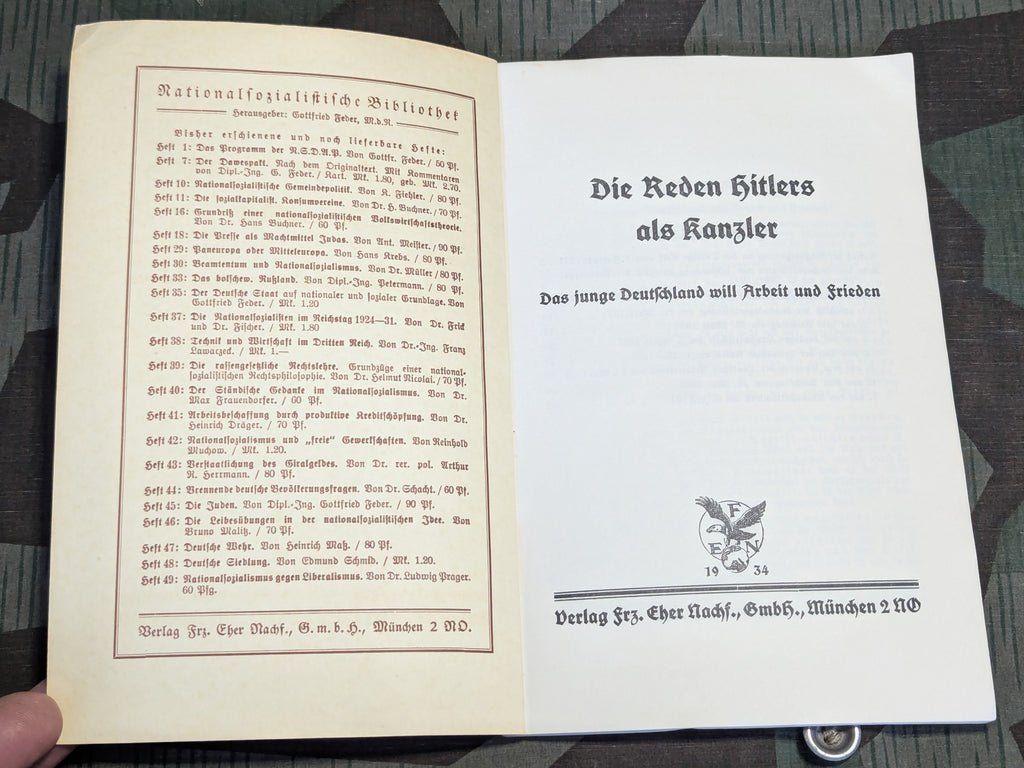 Nationalsozialistische Bibliothek
Herausgeber: Gottfried Feder, M.d.R.
Bisher erschienene und noch lieferbare Hefte:
Heft 1: Das Programm der N.S.D.A.P. Von Gottfr. Feder. / 50 Pf.
Heft 7: Der Dawespakt. Nach dem Originaltext. Mit Kommentaren
von Dipl.-Ing. G. Feder. / Kart. Mk. 1.80, geb. Mk. 2.70.
Heft 10: Nationalsozialistische Gemeindepolitik. Von K. Fiehler. / 80 Pf.
Heft 11: Die sozialkapitalist. Konsumvereine. Von Dr. H. Buchner. / 70 Pf.
Heft 16: Grundriß einer nationalsozialistischen Volkswirtschaftstheorie.
Von Dr. Hans Buchner. / 60 Pf.
Heft 18: Die Presse als Machtmittel Judas. Von Ant. Meister. / 90 Pf.
Heft 29: Paneuropa oder Mitteleuropa. Von Hans Krebs. / 80 Pf.
Heft 30: Beamtentum und Nationalsozialismus. Von Dr. Müller / 80 Pf.
Heft 33: Das bolschew. Rußland. Von Dipl.-Ing. Petermann. / 80 Pf.
Heft 35: Der Deutsche Staat auf nationaler und sozialer Grundlage. Von
Gottfried Feder. / Mk. 1.20
Heft 37: Die Nationalsozialisten im Reichstag 1924—31. Von Dr. Frick
und Dr. Fischer. / Mk. 1.80
Heft 38: Technik und Wirtschaft im Dritten Reich. Von Dr.-Ing. Franz
Lawaczeck. / Mk. 1.—
Heft 39: Die rassengesetzliche Rechtslehre. Grundzüge einer national-
sozialistischen Rechtsphilosophie. Von Dr. Helmut Nicolai. / 70 Pf.
Heft 40: Der Ständische Gedanke im Nationalsozialismus. Von Dr.
Max Frauendorfer. / 60 Pf.
Heft 41: Arbeitsbeschaffung durch produktive Kreditschöpfung. Von Dr.
Heinrich Dräger. / 70 Pf.
Heft 42: Nationalsozialismus und „freie" Gewerkschaften. Von Reinhold
Muchow. / Mk. 1.20.
Heft 43: Verstaatlichung des Giralgeldes. Von Dr. rer. pol. Arthur
R. Herrmann. / 80 Pf.
Heft 44: Brennende deutsche Bevölkerungsfragen. Von Dr. Schacht. / 60 Pf.
Heft 45: Die Juden. Von Dipl.-Ing. Gottfried Feder. / 90 Pf.
Heft 46: Die Leibesübungen in der nationalsozialistischen Idee. Von
Bruno Malitz. / 70 Pf.
Heft 47: Deutsche Wehr. Von Heinrich Maß. / 80 Pf.
Heft 48: Deutsche Siedlung. Von Edmund Schmid. / Mk. 1.20.
Heft 49: Nationalsozialismus gegen Liberalismus. Von Dr. Ludwig Prager.
60 Pfg.
Verlag Frz. Eher Nachf., G. m. b. H., München 2 NO.
Die Reden Hitlers
als Kanzler
Das junge Deutschland will Arbeit und Frieden
F
E N
19 34
Verlag Frz. Eher Nachf., GmbH., München 2 NO